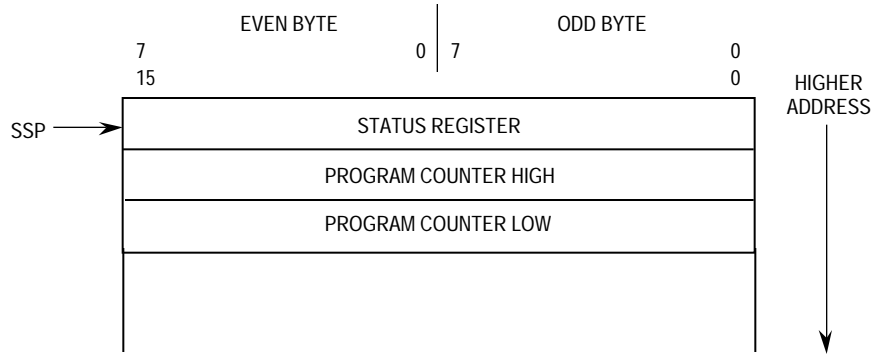 EVEN BYTE ODD BYTE
7 0 7 0
15 0
HIGHER
ADDRESS
SSP STATUS REGISTER
PROGRAM COUNTER HIGH
PROGRAM COUNTER LOW